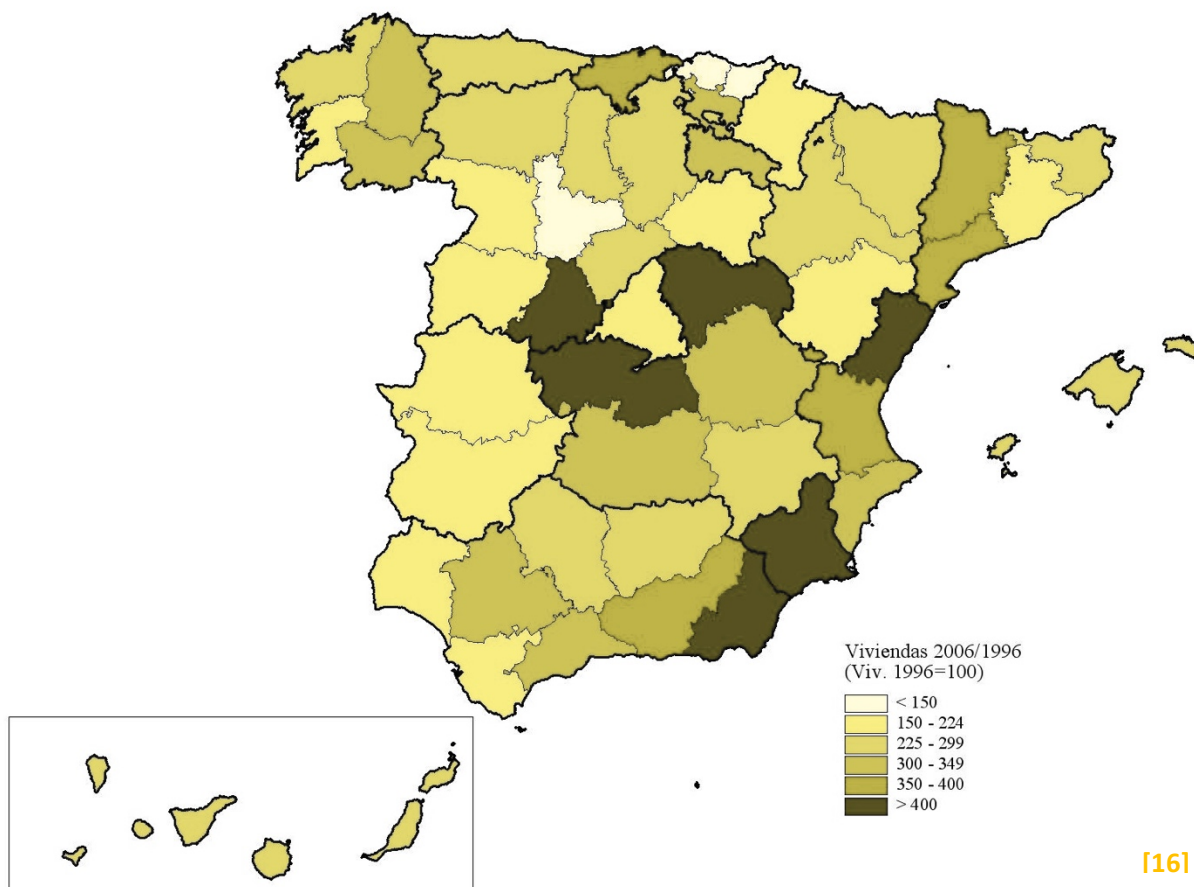 Viviendas 2006/1996
(Viv. 1996=100)
< 150
150 - 224
225 - 299
300 - 349
350 - 400
> 400
[16]